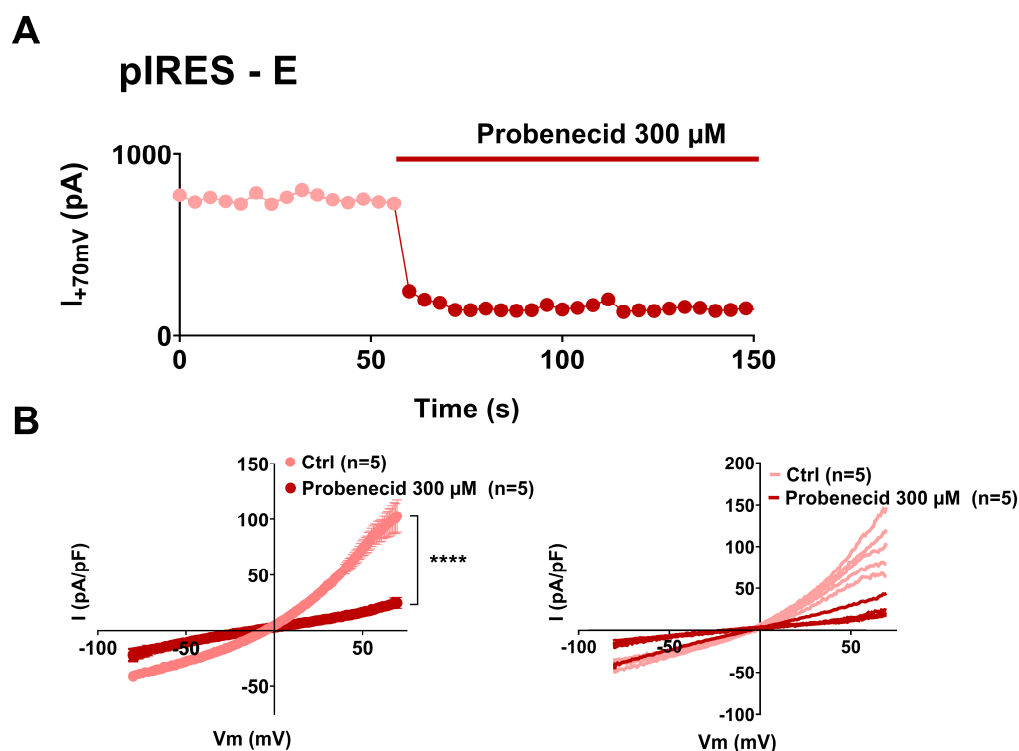 A
pIRES - E
Probenecid 300 µM
1000
0
I+70mV (pA)
0 50 100 150
Time (s)
B
150
100
50
-50
-100 -50 50
I (pA/pF)
Vm (mV)
Ctrl (n=5)
Probenecid 300 µM (n=5)
****
200
150
100
50
-50
-100
-100 -50 50
I (pA/pF)
Vm (mV)
Ctrl (n=5)
Probenecid 300 µM (n=5)